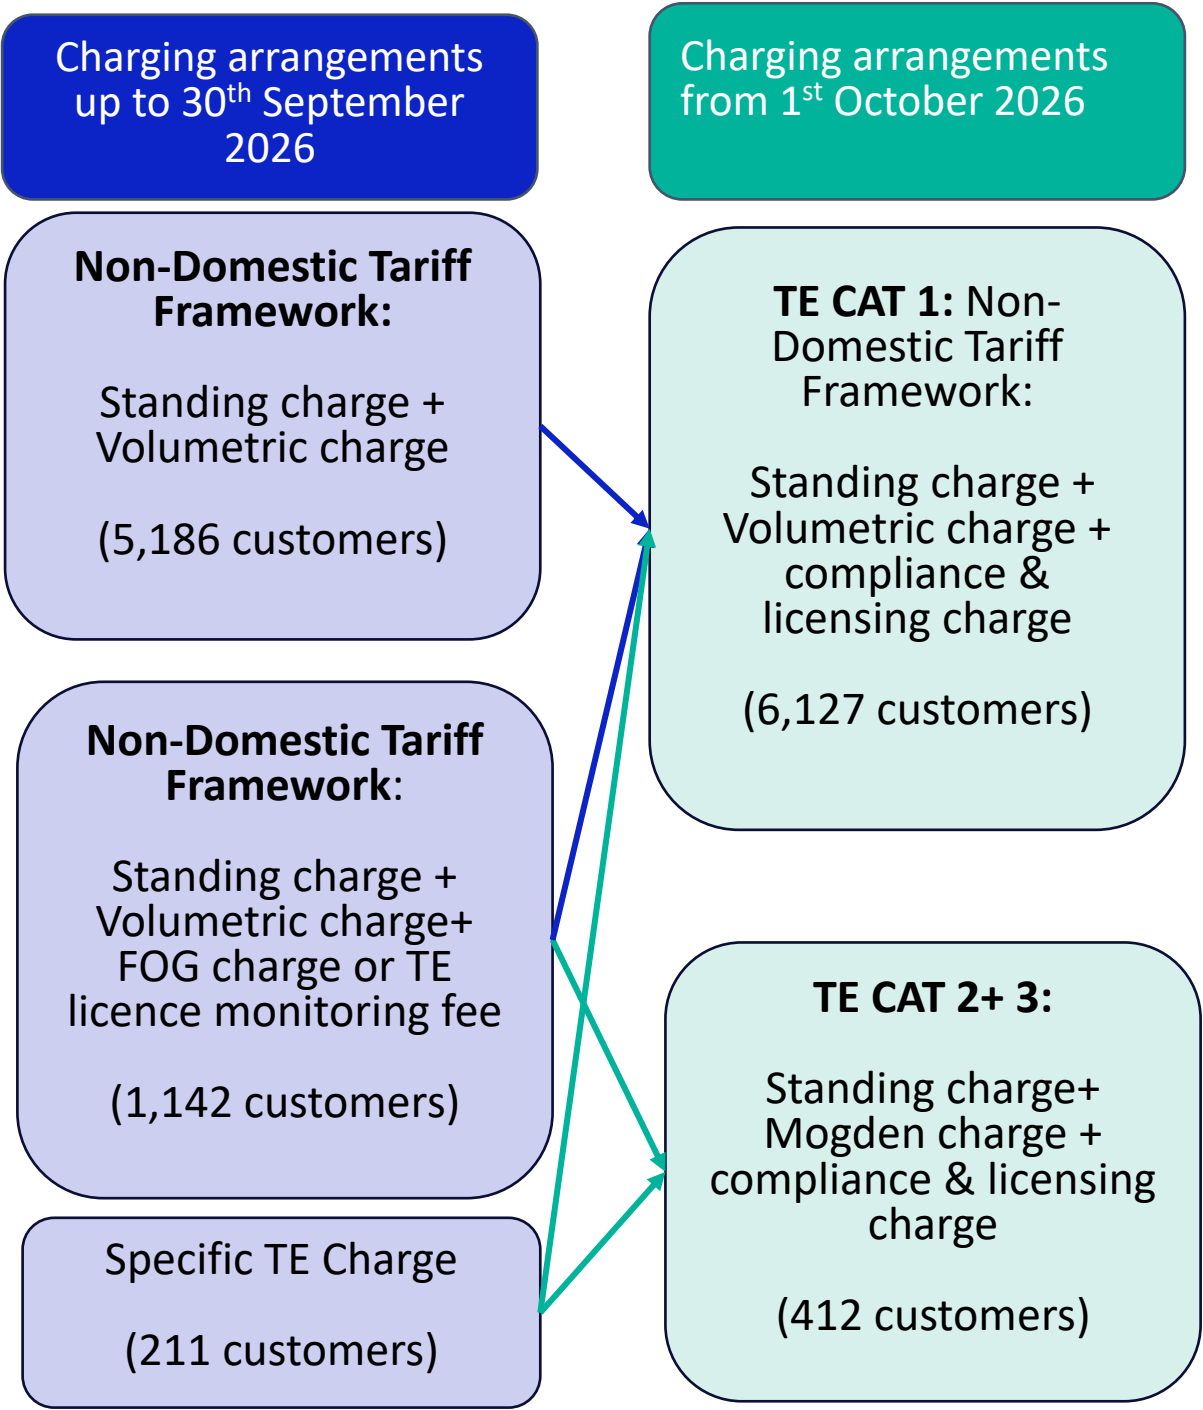 Charging arrangements
up to 30th September
2026
Charging arrangements
from 1st October 2026
Non-Domestic Tariff
Framework:
Standing charge +
Volumetric charge
(5,186 customers)
Non-Domestic Tariff
Framework:
Standing charge +
Volumetric charge+
FOG charge or TE
licence monitoring fee
(1,142 customers)
Specific TE Charge
(211 customers)
TE CAT 1: Non-
Domestic Tariff
Framework:
Standing charge +
Volumetric charge +
compliance &
licensing charge
(6,127 customers)
TE CAT 2+ 3:
Standing charge+
Mogden charge +
compliance & licensing
charge
(412 customers)